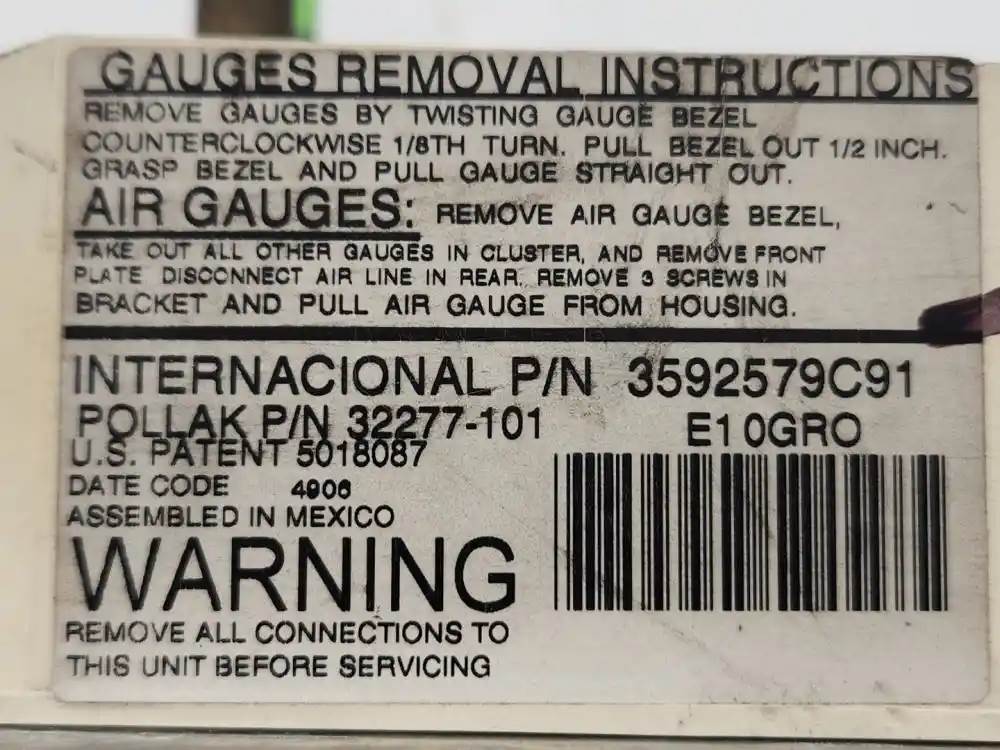 GAUGES REMOVAL INSTRUCTIONS
REMOVE GAUGES BY TWISTING GAUGE BEZEL
COUNTERCLOCKWISE 1/8TH TURN. PULL BEZEL OUT 1/2 INCH.
GRASP BEZEL AND PULL GAUGE STRAIGHT OUT.
AIR GAUGES: REMOVE AIR GAUGE BEZEL,
TAKE OUT ALL OTHER GAUGES IN CLUSTER, AND REMOVE FRONT
PLATE DISCONNECT AIR LINE IN REAR. REMOVE 3 SCREWS IN
BRACKET AND PULL AIR GAUGE FROM HOUSING.
INTERNACIONAL P/N 3592579C91
POLLAK P/N 32277-101 E10GRO
U.S. PATENT 5018087
DATE CODE 4906
ASSEMBLED IN MEXICO
WARNING
REMOVE ALL CONNECTIONS TO
THIS UNIT BEFORE SERVICING